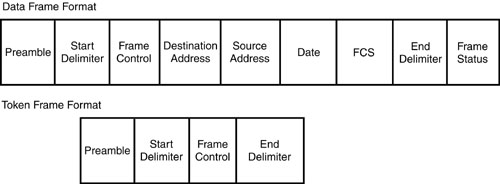 Data Frame Format
Preamble
Start
Delimiter
Frame
Control
Destination
Address
Source
Address
Date
FCS
End
Delimiter
Frame
Status
Token Frame Format
Preamble
Start
Delimiter
Frame
Control
End
Delimiter